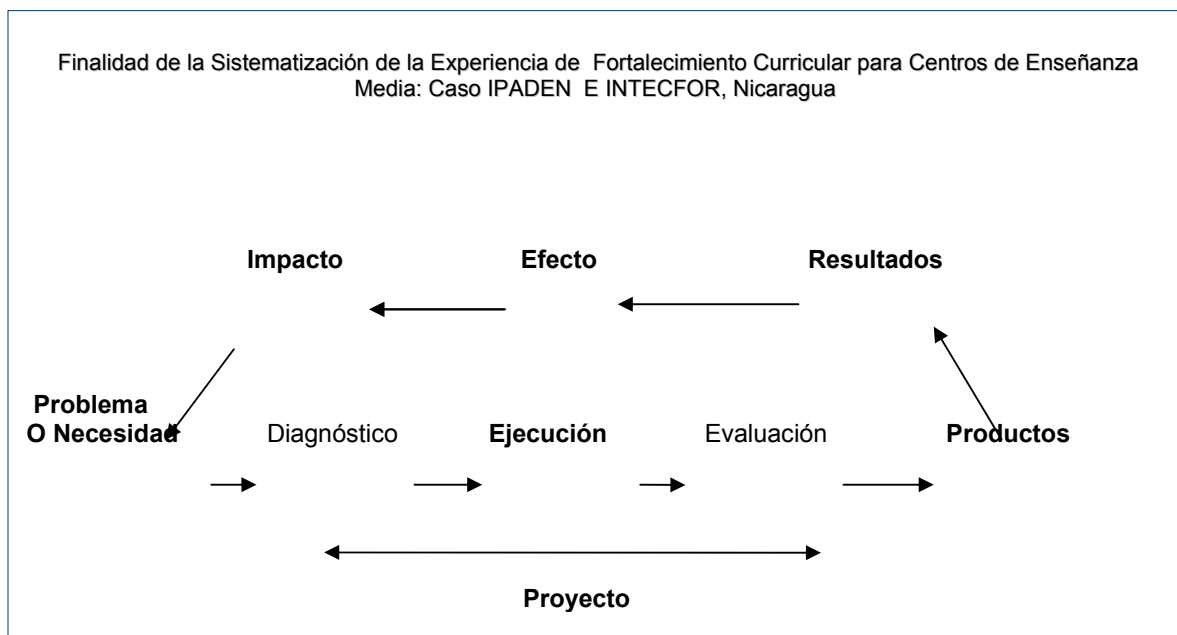 Finalidad de la Sistematización de la Experiencia de Fortalecimiento Curricular para Centros de Enseñanza
Media: Caso IPADEN E INTECFOR, Nicaragua
Impacto Efecto Resultados
Problema
O Necesidad Diagnóstico Ejecución Evaluación Productos
Proyecto